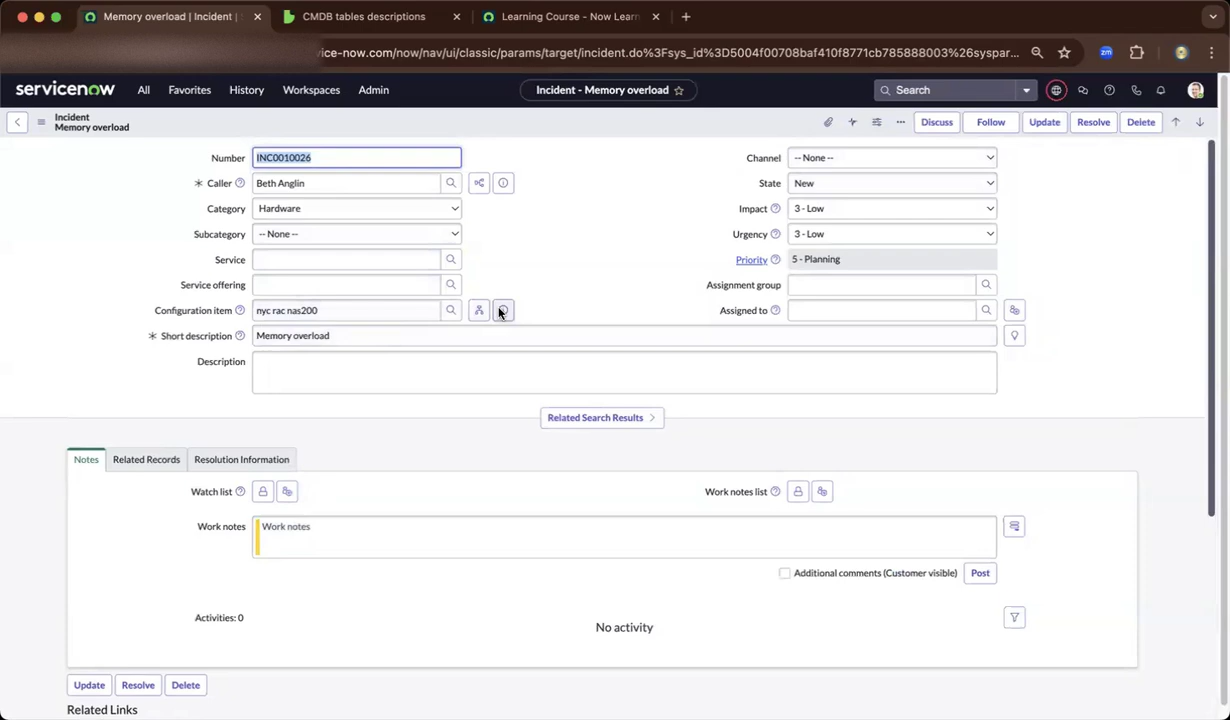 Memory overload | Incident | S
CMDB tables descriptions
Learning Course - Now Learn
vice-now.com/now/nav/ui/classic/params/target/incident.do%3Fsys_id%3D5004f00708baf410f8771cb785888003%26syspar...
servicenow
All
Favorites
History
Workspaces
Admin
Incident - Memory overload
Search
Incident
Memory overload
Discuss
Follow
Update
Resolve
Delete
Number
INC0010026
Channel
-- None --
Caller
Beth Anglin
State
New
Category
Hardware
Impact
3 - Low
Subcategory
-- None --
Urgency
3 - Low
Service
Priority
5 - Planning
Service offering
Assignment group
Configuration item
nyc rac nas200
Assigned to
Short description
Memory overload
Description
Related Search Results
Notes
Related Records
Resolution Information
Watch list
Work notes list
Work notes
Work notes
Additional comments (Customer visible)
Post
Activities: 0
No activity
Update
Resolve
Delete
Related Links